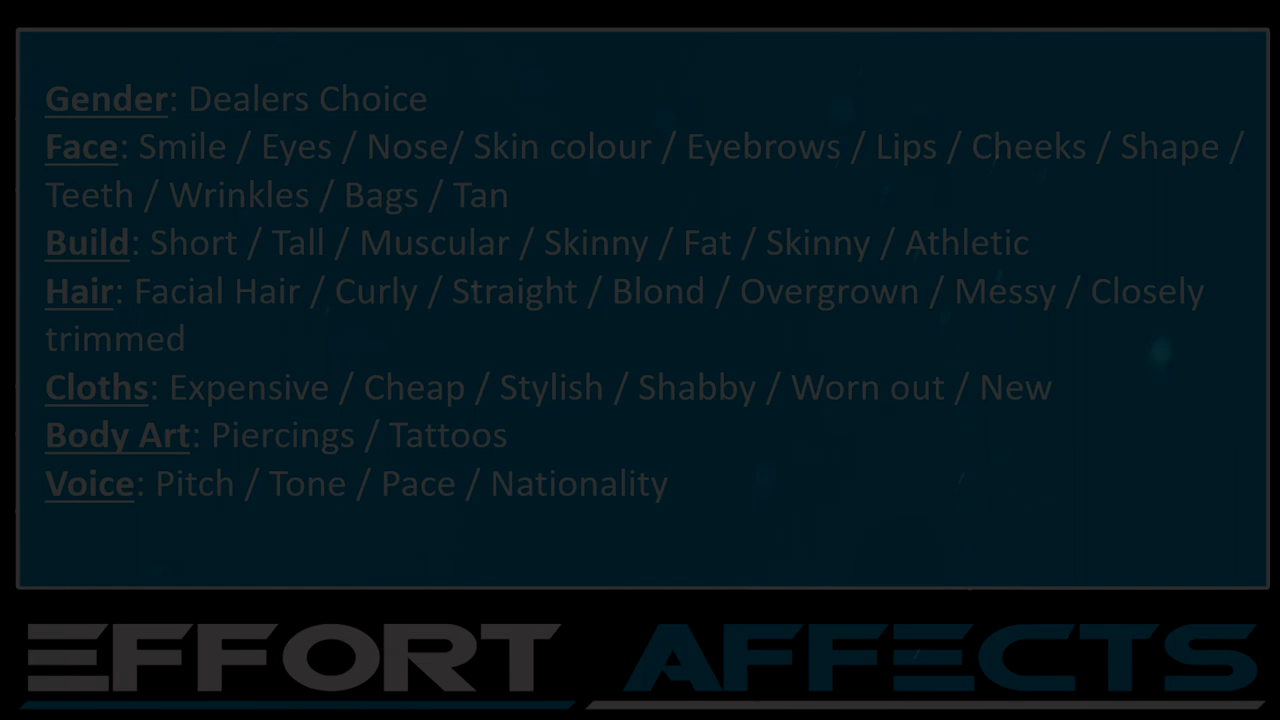 Gender: Dealers Choice
Face: Smile / Eyes / Nose/ Skin colour / Eyebrows / Lips / Cheeks / Shape /
Teeth / Wrinkles / Bags / Tan
Build: Short / Tall / Muscular / Skinny / Fat / Skinny / Athletic
Hair: Facial Hair / Curly / Straight / Blond / Overgrown / Messy / Closely
trimmed
Cloths: Expensive / Cheap / Stylish / Shabby / Worn out / New
Body Art: Piercings / Tattoos
Voice: Pitch / Tone / Pace / Nationality
EFFORT AFFECTS